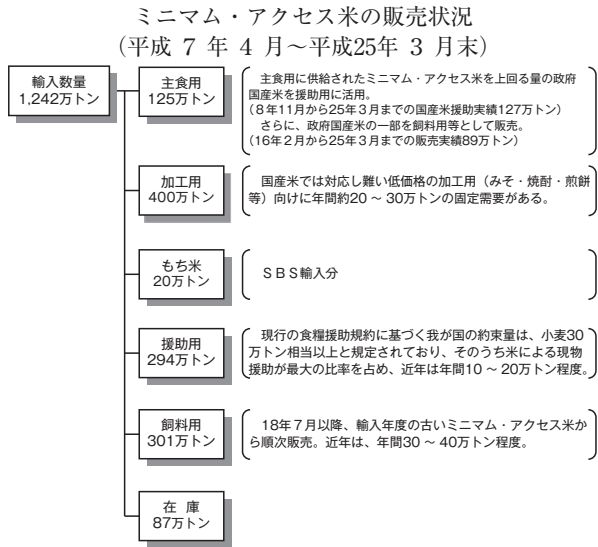 ミニマム・アクセス米の販売状況
（平成 7 年 4 月～平成25年 3 月末）
輸入数量
1,242万トン
主食用
125万トン
主食用に供給されたミニマム・アクセス米を上回る量の政府
国産米を援助用に活用。
（８年11月から25年３月までの国産米援助実績127万トン）
さらに、政府国産米の一部を飼料用等として販売。
（16年２月から25年３月までの販売実績89万トン）
加工用
400万トン
国産米では対応し難い低価格の加工用（みそ・焼酎・煎餅
等）向けに年間約20 ～ 30万トンの固定需要がある。
もち米
20万トン
ＳＢＳ輸入分
援助用
294万トン
現行の食糧援助規約に基づく我が国の約束量は、小麦30
万トン相当以上と規定されており、そのうち米による現物
援助が最大の比率を占め、近年は年間10 ～ 20万トン程度。
飼料用
301万トン
18年７月以降、輸入年度の古いミニマム・アクセス米か
ら順次販売。近年は、年間30 ～ 40万トン程度。
在　庫
87万トン